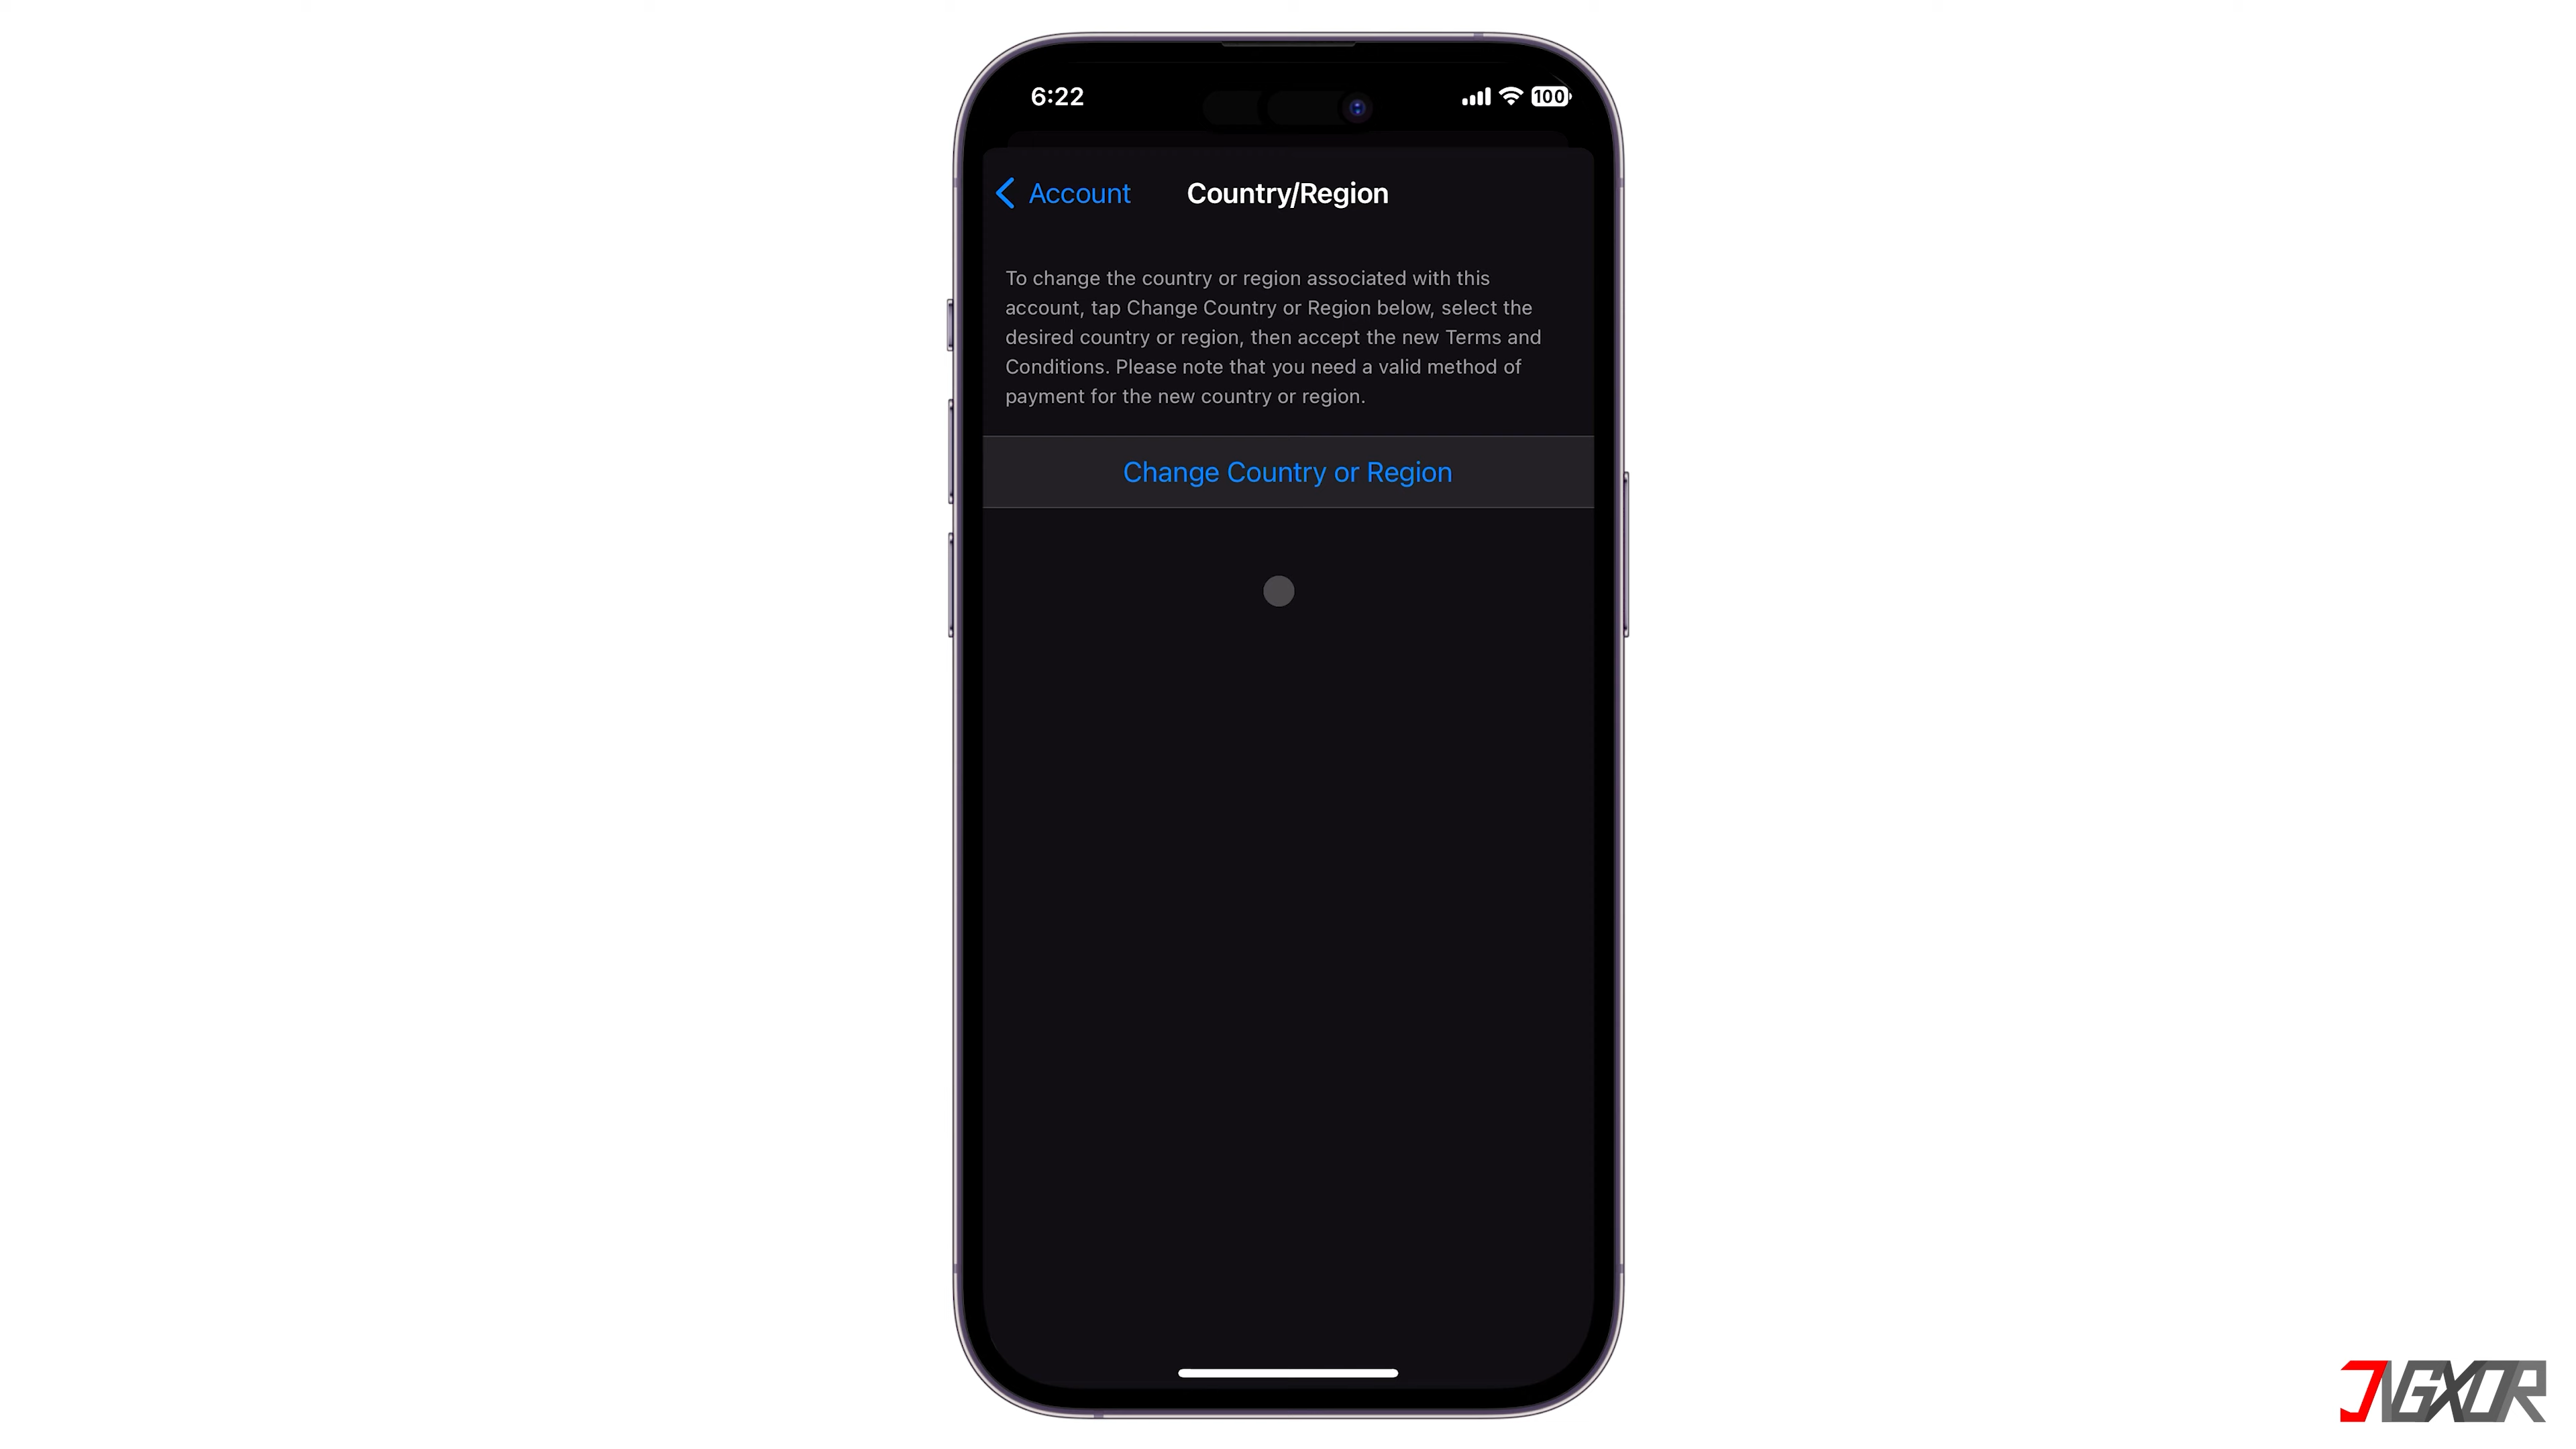 6:22
100
Account
Country/Region
To change the country or region associated with this
account, tap Change Country or Region below, select the
desired country or region, then accept the new Terms and
Conditions. Please note that you need a valid method of
payment for the new country or region.
Change Country or Region
JNGXOR